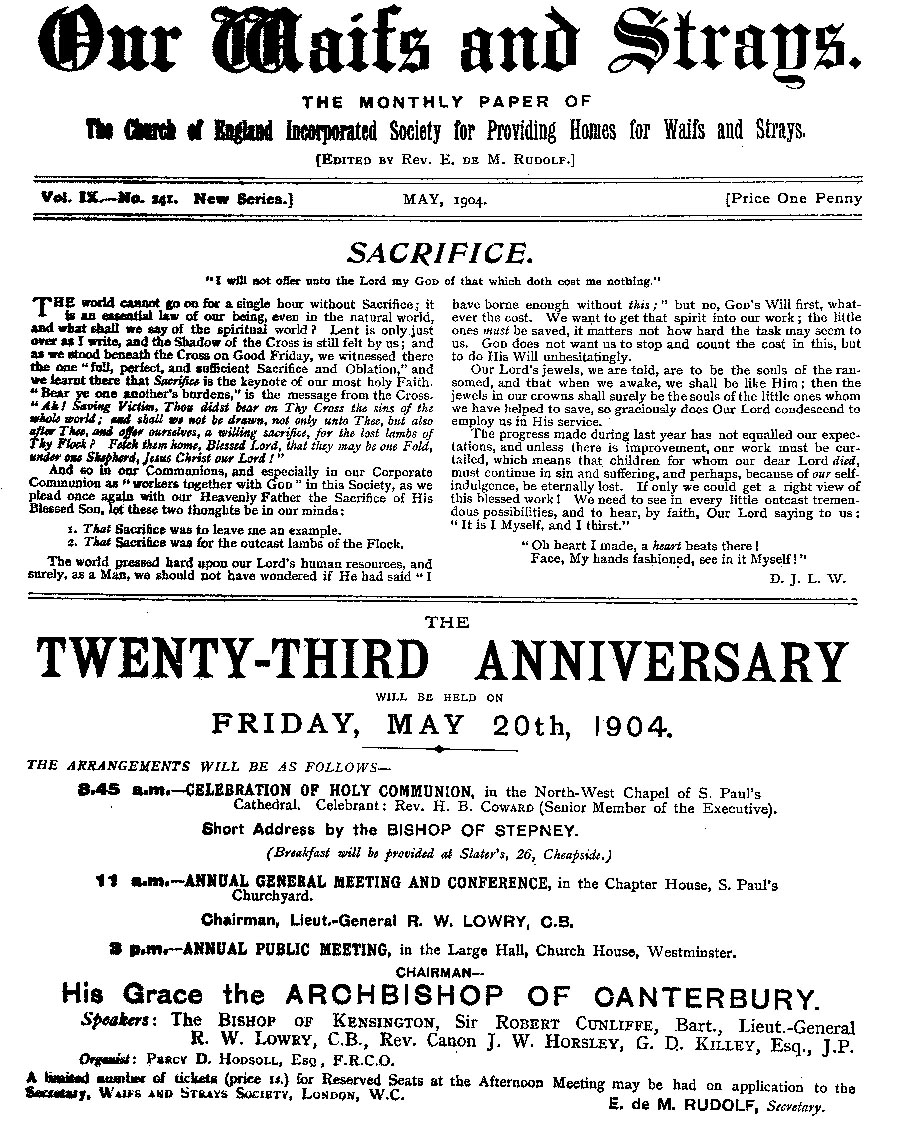 Our Waifs and Strays.
THE MONTHLY PAPER OF
The Church of England Incorporated Society for Providing Homes for Waifs and Strays.
[EDITED BY REV. E. DE M. RUDOLF.]
Vol. IX.—No. 241. New Series.] MAY, 1904. [Price One Penny
SACRIFICE.
"I will not offer unto the Lord my GOD of that which doth cost me nothing."
THE world cannot go on for a single hour without Sacrifice; it
is an essential law of our being, even in the natural world,
and what shall we say of the spiritual world? Lent is only just
over as I write, and the Shadow of the Cross is still felt by us; and
as we stood beneath the Cross on Good Friday, we witnessed there
the one "full, perfect, and sufficient Sacrifice and Oblation," and
we learnt there that Sacrifice is the keynote of our most holy Faith.
"Bear ye one another's burdens," is the message from the Cross.
"Ah! Saving Victim, Thou didst bear on Thy Cross the sins of the
whole world; and shall we not be drawn, not only unto Thee, but also
after Thee, and offer ourselves, a willing sacrifice, for the lost lambs of
Thy Flock? Fetch them home, Blessed Lord, that they may be one Fold,
under one Shepherd, Jesus Christ our Lord!"
And so in our Communions, and especially in our Corporate
Communion as "workers together with GOD" in this Society, as we
plead once again with our Heavenly Father the Sacrifice of His
Blessed Son, let these two thoughts be in our minds:
1. That Sacrifice was to leave me an example.
2. That Sacrifice was for the outcast lambs of the Flock.
The world pressed hard upon our Lord's human resources, and
surely, as a Man, we should not have wondered if He had said "I
have borne enough without this;" but no, GOD's Will first, what-
ever the cost. We want to get that spirit into our work; the little
ones must be saved, it matters not how hard the task may seem to
us. GOD does not want us to stop and count the cost in this, but
to do His Will unhesitatingly.
Our Lord's jewels, we are told, are to be the souls of the ran-
somed, and that when we awake, we shall be like Him; then the
jewels in our crowns shall surely be the souls of the little ones whom
we have helped to save, so graciously does Our Lord condescend to
employ us in His service.
The progress made during last year has not equalled our expec-
tations, and unless there is improvement, our work must be cur-
tailed, which means that children for whom our dear Lord died,
must continue in sin and suffering, and perhaps, because of our self-
indulgence, be eternally lost. If only we could get a right view of
this blessed work! We need to see in every little outcast tremen-
dous possibilities, and to hear, by faith, Our Lord saying to us:
"It is I Myself, and I thirst."
"Oh heart I made, a heart beats there!
Face, My hands fashioned, see in it Myself!"
D. J. L. W.
THE
TWENTY-THIRD ANNIVERSARY
WILL BE HELD ON
FRIDAY, MAY 20th, 1904.
THE ARRANGEMENTS WILL BE AS FOLLOWS—
8.45 a.m.—CELEBRATION OF HOLY COMMUNION, in the North-West Chapel of S. Paul's
Cathedral. Celebrant: Rev. H. B. COWARD (Senior Member of the Executive).
Short Address by the BISHOP OF STEPNEY.
(Breakfast will be provided at Slater's, 26, Cheapside.)
11 a.m.—ANNUAL GENERAL MEETING AND CONFERENCE, in the Chapter House, S. Paul's
Churchyard.
Chairman, Lieut.-General R. W. LOWRY, C.B.
3 p.m.—ANNUAL PUBLIC MEETING, in the Large Hall, Church House, Westminster.
CHAIRMAN—
His Grace the ARCHBISHOP OF CANTERBURY.
Speakers: The BISHOP OF KENSINGTON, Sir ROBERT CUNLIFFE, Bart., Lieut.-General
R. W. LOWRY, C.B., Rev. Canon J. W. HORSLEY, G. D. KILLEY, Esq., J.P.
Organist: PERCY D. HODSOLL, Esq, F.R.C.O.
A limited number of tickets (price 1s.) for Reserved Seats at the Afternoon Meeting may be had on application to the
Secretary, WAIFS AND STRAYS SOCIETY, LONDON, W.C.
E. de M. RUDOLF, Secretary.